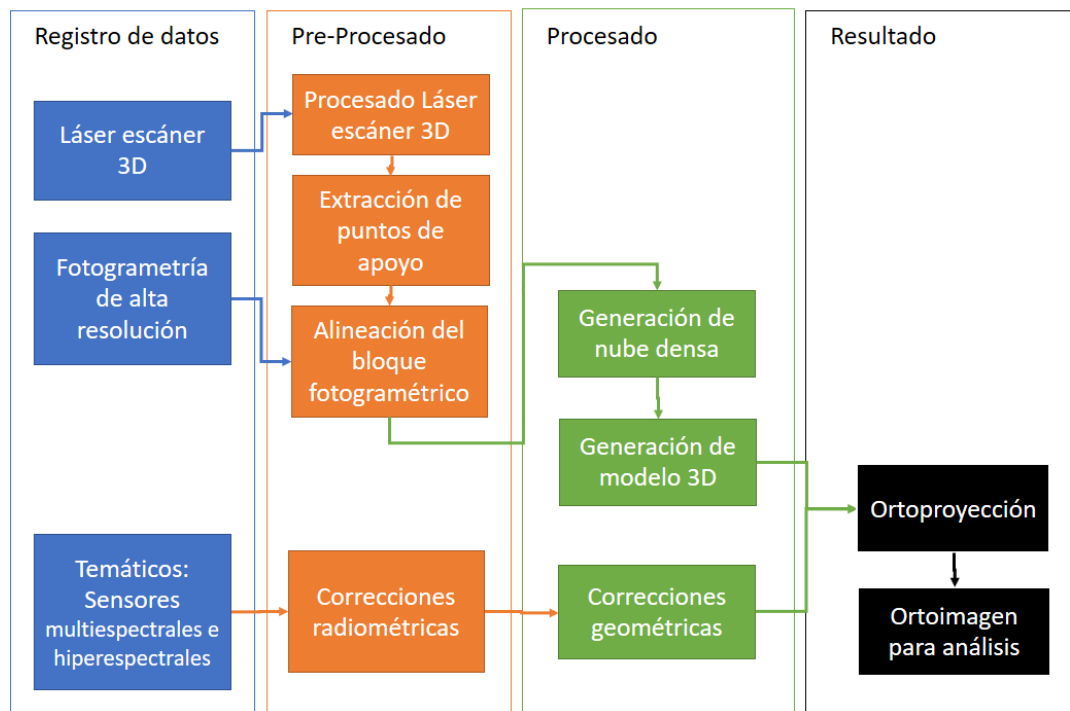 Registro de datos
Láser escáner
3D
Fotogrametría
de alta
resolución
Temáticos:
Sensores
multiespectrales e
hiperespectrales
Pre-Procesado
Procesado Láser
escáner 3D
Extracción de
puntos de
apoyo
Alineación del
bloque
fotogramétrico
Correcciones
radiométricas
Procesado
Generación de
nube densa
Generación de
modelo 3D
Correcciones
geométricas
Resultado
Ortoproyección
Ortoimagen
para análisis